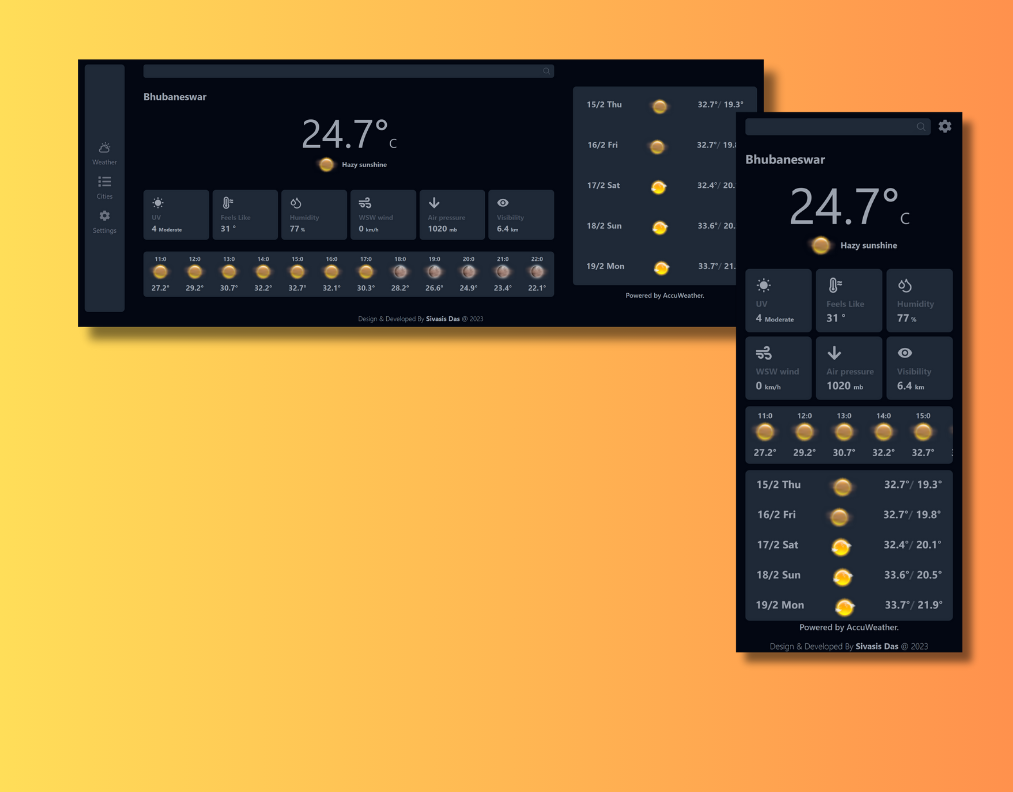 Bhubaneswar
24.7°C
Hazy sunshine
Weather
Cities
Settings
UV
4 Moderate
Feels Like
31 °
Humidity
77 %
WSW wind
0 km/h
Air pressure
1020 mb
Visibility
6.4 km
11:0 12:0 13:0 14:0 15:0 16:0 17:0 18:0 19:0 20:0 21:0 22:0
27.2° 29.2° 30.7° 32.2° 32.7° 32.1° 30.3° 28.2° 26.6° 24.9° 23.4° 22.1°
15/2 Thu 32.7°/ 19.3°
16/2 Fri 32.7°/ 19.8
17/2 Sat 32.4°/ 20.
18/2 Sun 33.6°/ 20.
19/2 Mon 33.7°/ 21.
Powered by AccuWeather.
Design & Developed By Sivasis Das @ 2023
Bhubaneswar
24.7°C
Hazy sunshine
UV
4 Moderate
Feels Like
31 °
Humidity
77 %
WSW wind
0 km/h
Air pressure
1020 mb
Visibility
6.4 km
11:0 12:0 13:0 14:0 15:0
27.2° 29.2° 30.7° 32.2° 32.7°
15/2 Thu 32.7°/ 19.3°
16/2 Fri 32.7°/ 19.8°
17/2 Sat 32.4°/ 20.1°
18/2 Sun 33.6°/ 20.5°
19/2 Mon 33.7°/ 21.9°
Powered by AccuWeather.
Design & Developed By Sivasis Das @ 2023